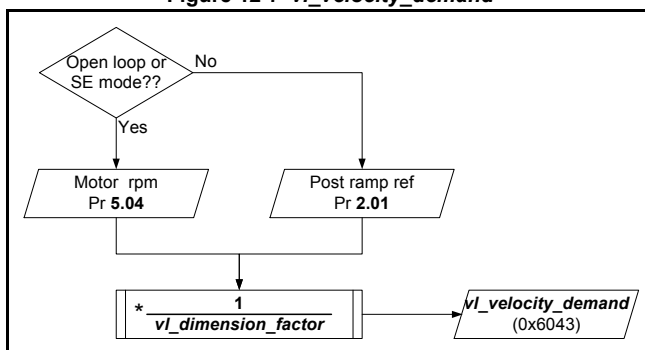 Figure 12-7 vl_velocity_demand
Open loop or
SE mode??
No
Yes
Motor rpm
Pr 5.04
Post ramp ref
Pr 2.01
* 1
vl_dimension_factor
vl_velocity_demand
(0x6043)